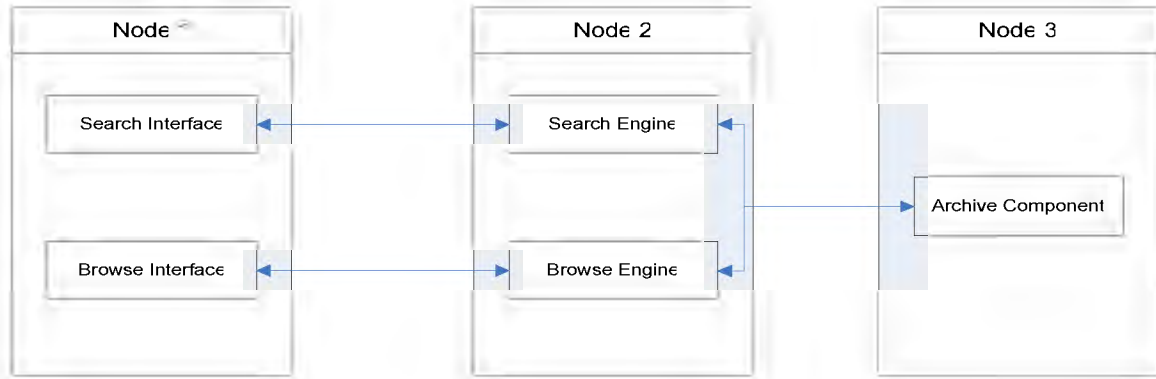 Node
Node 2
Node 3
Search Interface
Search Engine
Archive Component
Browse Interface
Browse Engine